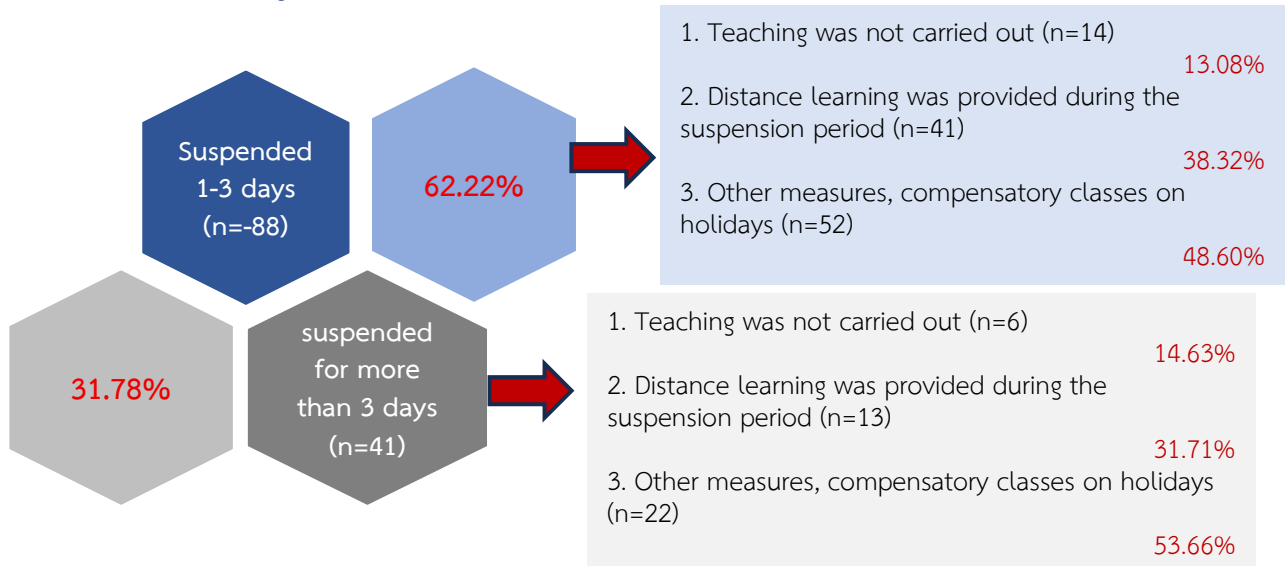 Suspended
1-3 days
(n=-88)
62.22%
1. Teaching was not carried out (n=14)
13.08%
2. Distance learning was provided during the
suspension period (n=41)
38.32%
3. Other measures, compensatory classes on
holidays (n=52)
48.60%
31.78%
suspended
for more
than 3 days
(n=41)
1. Teaching was not carried out (n=6)
14.63%
2. Distance learning was provided during the
suspension period (n=13)
31.71%
3. Other measures, compensatory classes on holidays
(n=22)
53.66%